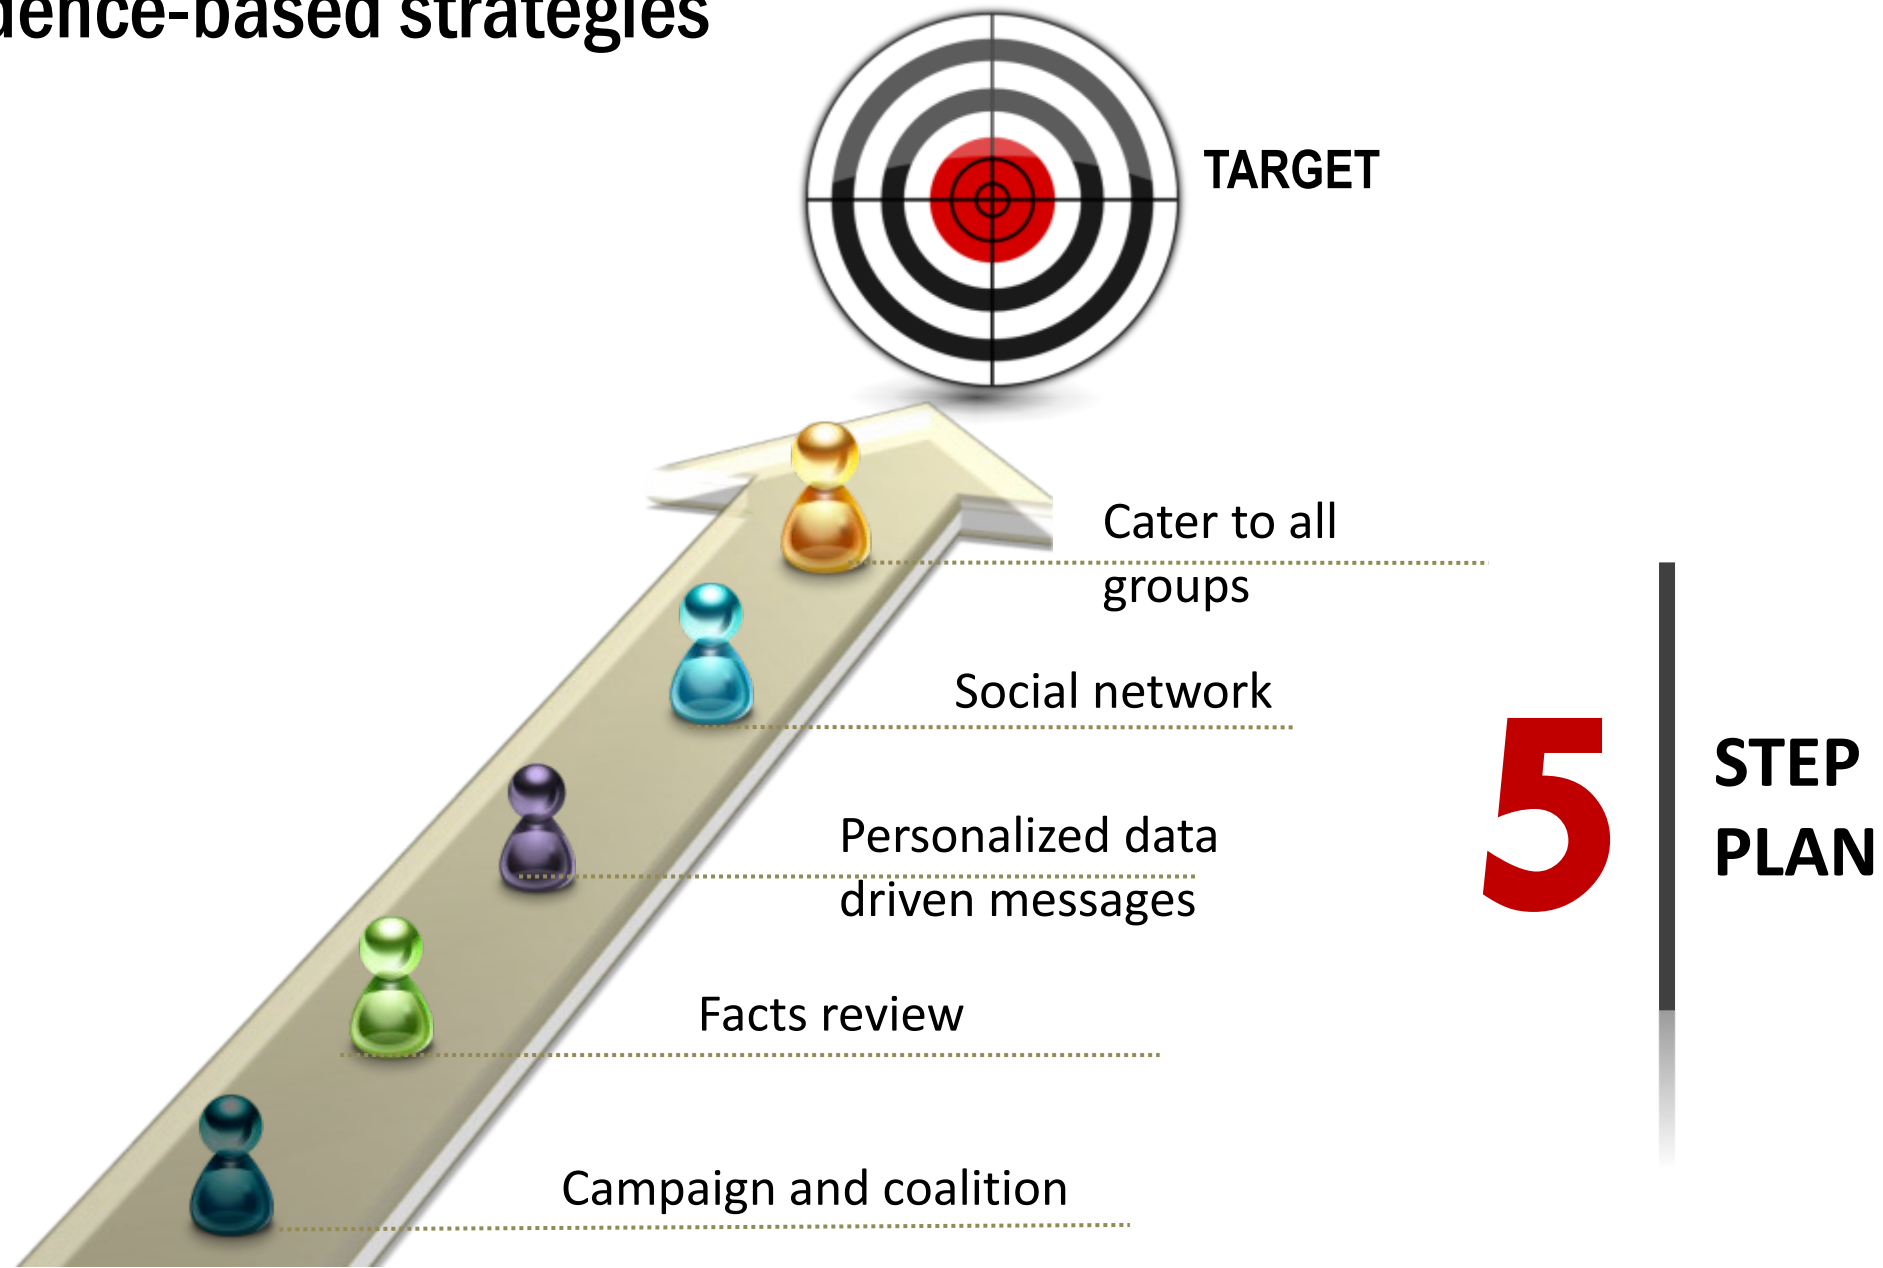 dence-based strategies
TARGET
Cater to all
groups
Social network
Personalized data
driven messages
Facts review
Campaign and coalition
5
STEP
PLAN